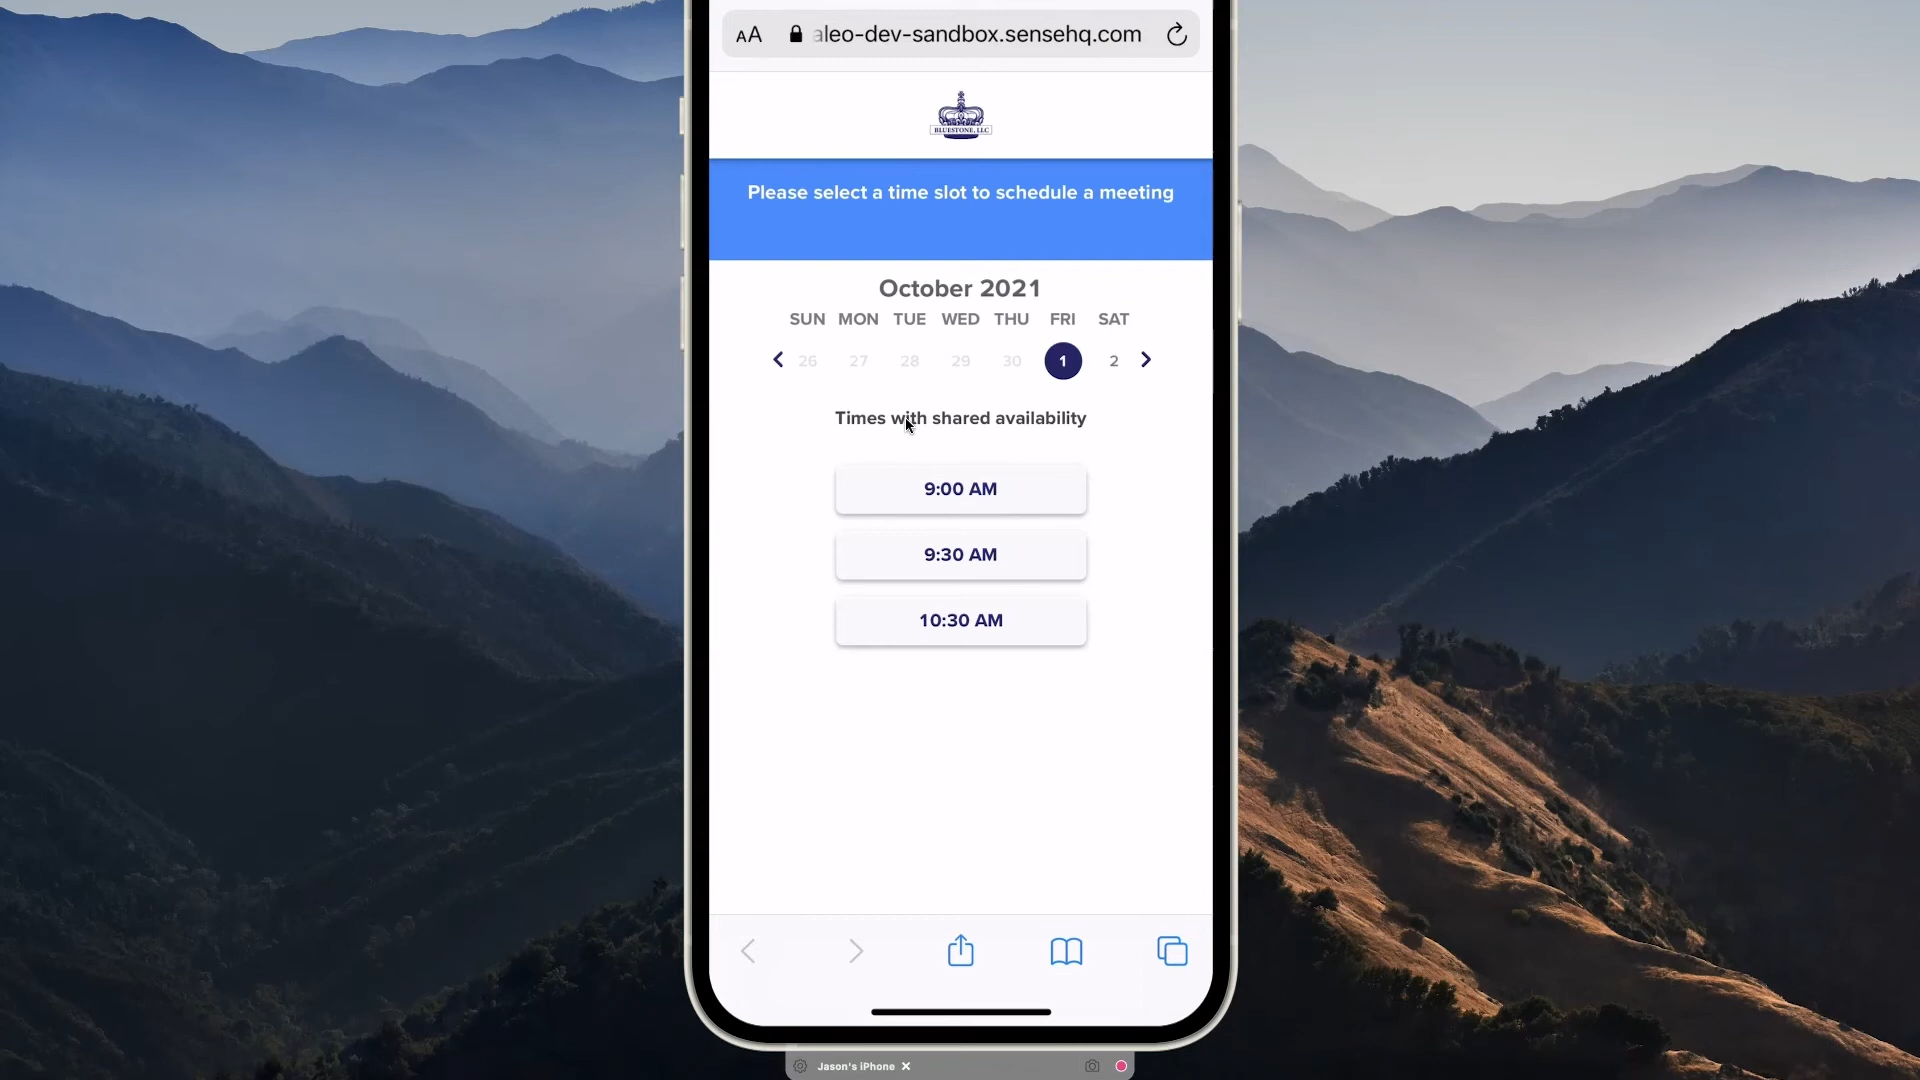 AA aleo-dev-sandbox.sensehq.com
BLUESTONE, LLC
Please select a time slot to schedule a meeting
October 2021
SUN MON TUE WED THU FRI SAT
26 27 28 29 30 1 2
Times with shared availability
9:00 AM
9:30 AM
10:30 AM
Jason's iPhone